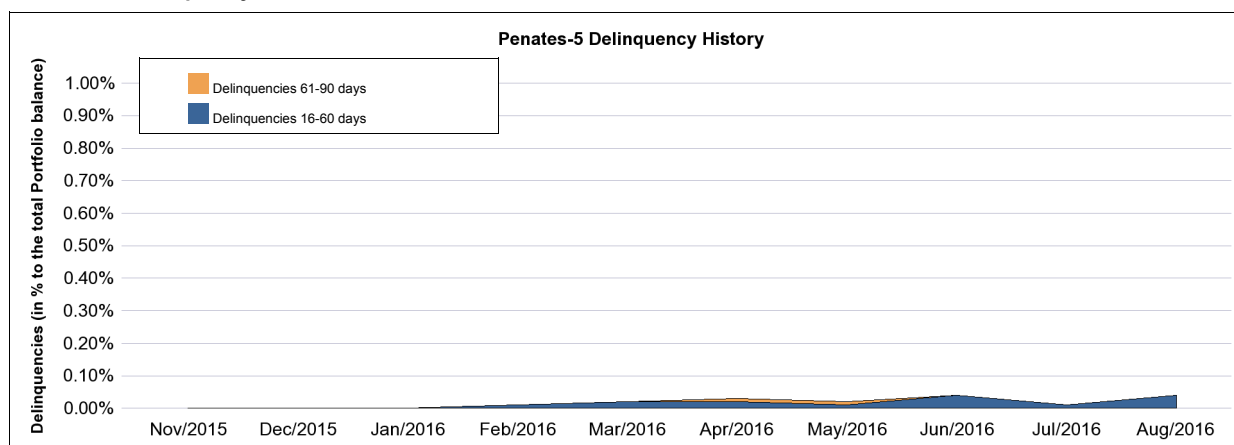 Penates-5 Delinquency History
Delinquencies (in % to the total Portfolio balance)
Delinquencies 61-90 days
Delinquencies 16-60 days
1.00%
0.90%
0.80%
0.70%
0.60%
0.50%
0.40%
0.30%
0.20%
0.10%
0.00%
Nov/2015 Dec/2015 Jan/2016 Feb/2016 Mar/2016 Apr/2016 May/2016 Jun/2016 Jul/2016 Aug/2016